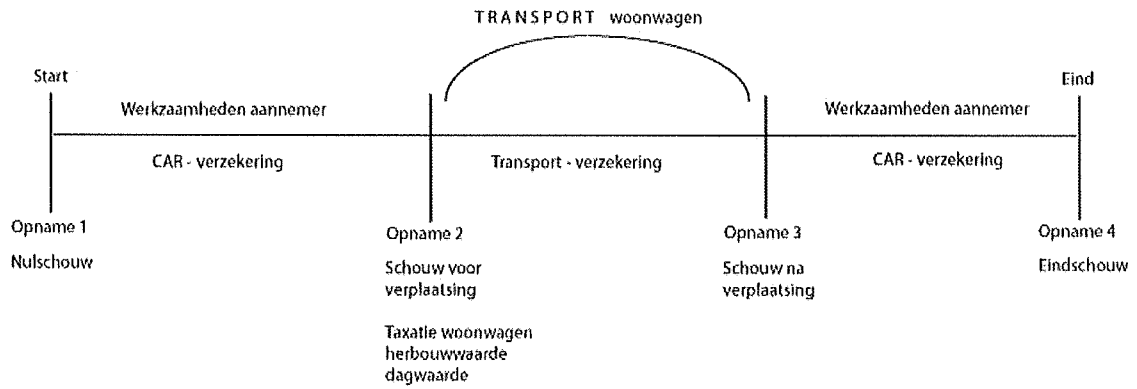 TRANSPORT woonwagen
Start
Eind
Werkzaamheden aannemer
Werkzaamheden aannemer
CAR - verzekering
Transport - verzekering
CAR - verzekering
Opname 1
Nulschouw
Opname 2
Schouw voor
verplaatsing
Taxatie woonwagen
herbouwwaarde
dagwaarde
Opname 3
Schouw na
verplaatsing
Opname 4
Eindschouw